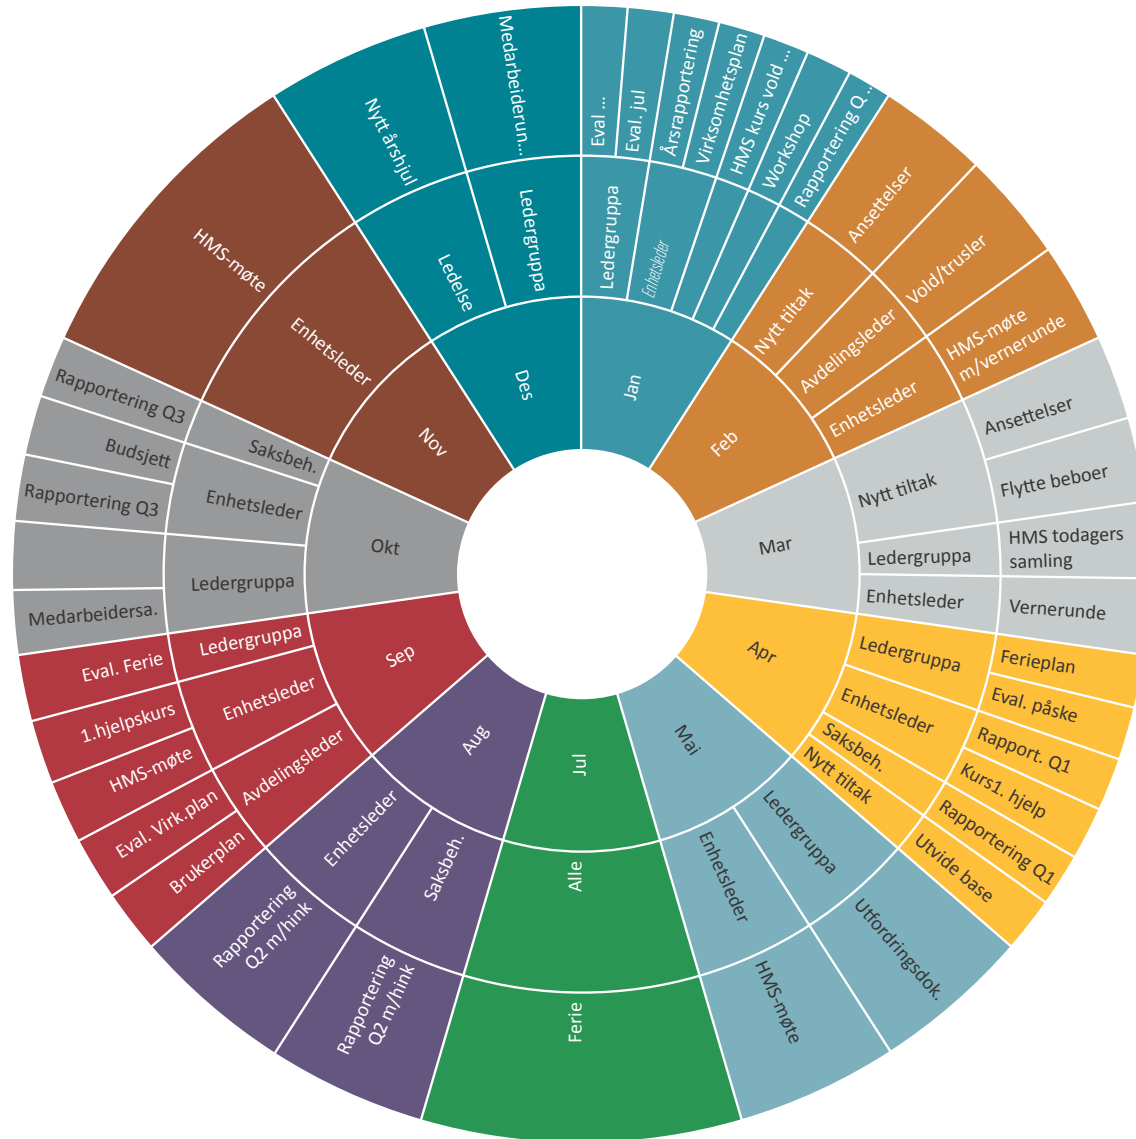 Jan
Ledergruppa
Eval ...
Eval. jul
Enhetsleder
Årsrapportering
Virksomhetsplan
HMS kurs vold ...
Workshop
Rapportering Q ...
Feb
Nytt tiltak
Ansettelser
Avdelingsleder
Vold/trusler
Enhetsleder
HMS-møte
m/vernerunde
Mar
Nytt tiltak
Ansettelser
Flytte beboer
Ledergruppa
HMS todagers
samling
Enhetsleder
Vernerunde
Apr
Ledergruppa
Ferieplan
Eval. påske
Enhetsleder
Rapport. Q1
Kurs1. hjelp
Saksbeh.
Rapportering Q1
Nytt tiltak
Utvide base
Mai
Ledergruppa
Utfordringsdok.
Enhetsleder
HMS-møte
Jul
Alle
Ferie
Aug
Saksbeh.
Rapportering
Q2 m/hink
Enhetsleder
Rapportering
Q2 m/hink
Sep
Avdelingsleder
Brukerplan
Eval. Virk.plan
Enhetsleder
HMS-møte
1.hjelpskurs
Ledergruppa
Eval. Ferie
Okt
Ledergruppa
Medarbeidersa.
Enhetsleder
Rapportering Q3
Budsjett
Saksbeh.
Rapportering Q3
Nov
Enhetsleder
HMS-møte
Des
Ledelse
Nytt årshjul
Ledergruppa
Medarbeiderun...